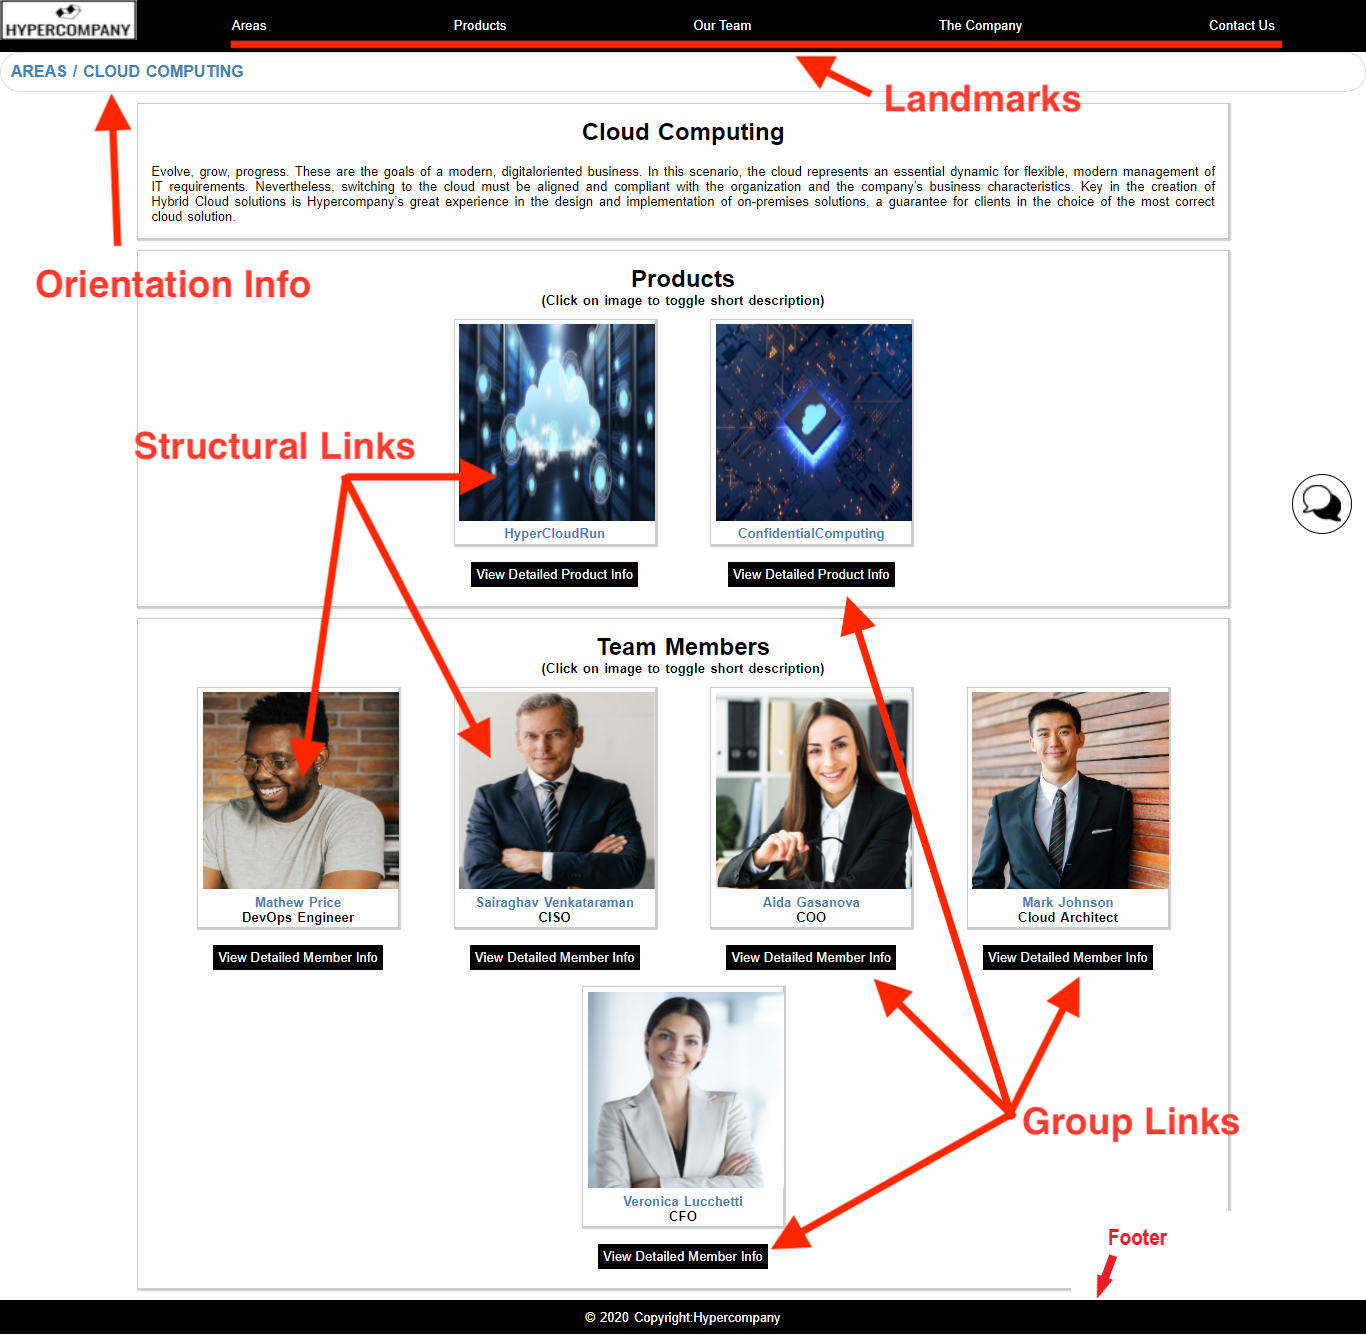 HYPERCOMPANY
Areas
Products
Our Team
The Company
Contact Us
AREAS / CLOUD COMPUTING
Landmarks
Cloud Computing
Evolve, grow, progress. These are the goals of a modern, digitaloriented business. In this scenario, the cloud represents an essential dynamic for flexible, modern management of
IT requirements. Nevertheless, switching to the cloud must be aligned and compliant with the organization and the company's business characteristics. Key in the creation of
Hybrid Cloud solutions is Hypercompany's great experience in the design and implementation of on-premises solutions, a guarantee for clients in the choice of the most correct
cloud solution.
Orientation Info
Products
(Click on image to toggle short description)
Structural Links
HyperCloudRun
ConfidentialComputing
View Detailed Product Info
View Detailed Product Info
Team Members
(Click on image to toggle short description)
Mathew Price
DevOps Engineer
Sairaghav Venkataraman
CISO
Aida Gasanova
COO
Mark Johnson
Cloud Architect
View Detailed Member Info
View Detailed Member Info
View Detailed Member Info
View Detailed Member Info
Group Links
Veronica Lucchetti
CFO
View Detailed Member Info
Footer
© 2020 Copyright:Hypercompany